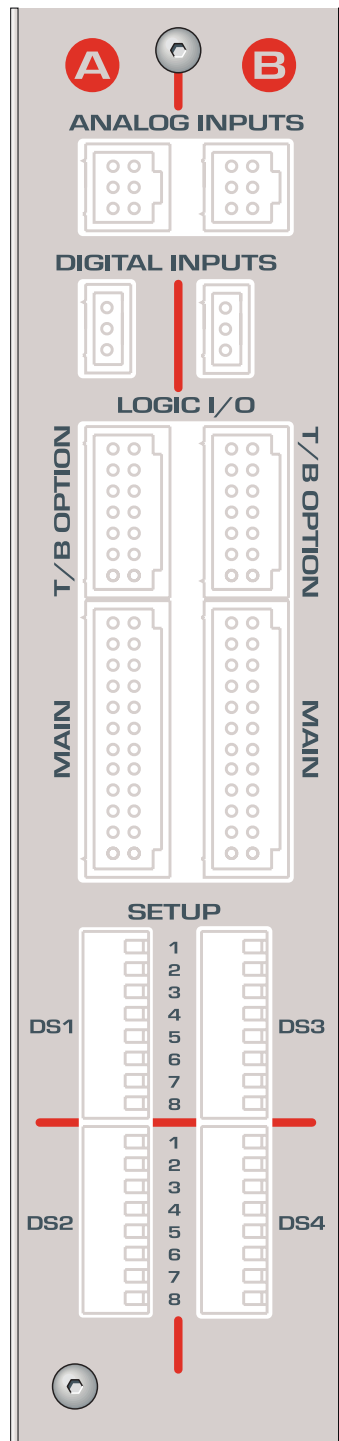 A B
ANALOG INPUTS
DIGITAL INPUTS
LOGIC I/O
T/B OPTION T/B OPTION
MAIN MAIN
SETUP
1
2
3
DS1 4 DS3
5
6
7
8
1
2
3
4
DS2 5 DS4
6
7
8